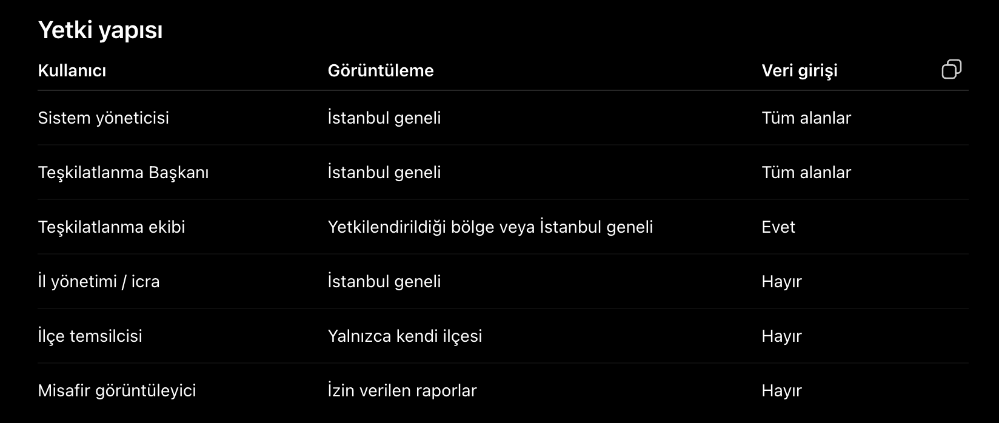 Yetki yapısı
Kullanıcı Görüntüleme Veri girişi
Sistem yöneticisi İstanbul geneli Tüm alanlar
Teşkilatlanma Başkanı İstanbul geneli Tüm alanlar
Teşkilatlanma ekibi Yetkilendirildiği bölge veya İstanbul geneli Evet
İl yönetimi / icra İstanbul geneli Hayır
İlçe temsilcisi Yalnızca kendi ilçesi Hayır
Misafir görüntüleyici İzin verilen raporlar Hayır